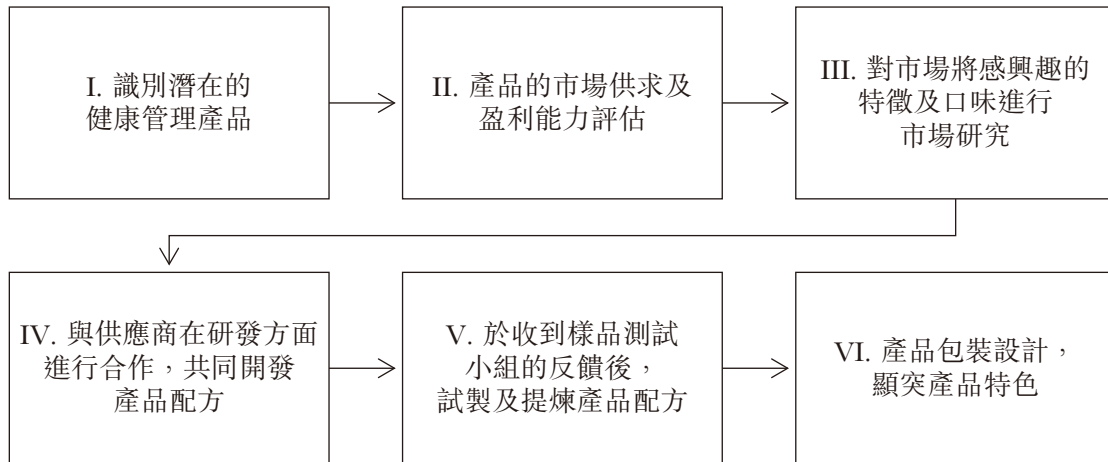 I. 識別潛在的
健康管理產品
II. 產品的市場供求及
盈利能力評估
III. 對市場將感興趣的
特徵及口味進行
市場研究
IV. 與供應商在研發方面
進行合作，共同開發
產品配方
V. 於收到樣品測試
小組的反饋後，
試製及提煉產品配方
VI. 產品包裝設計，
顯突產品特色